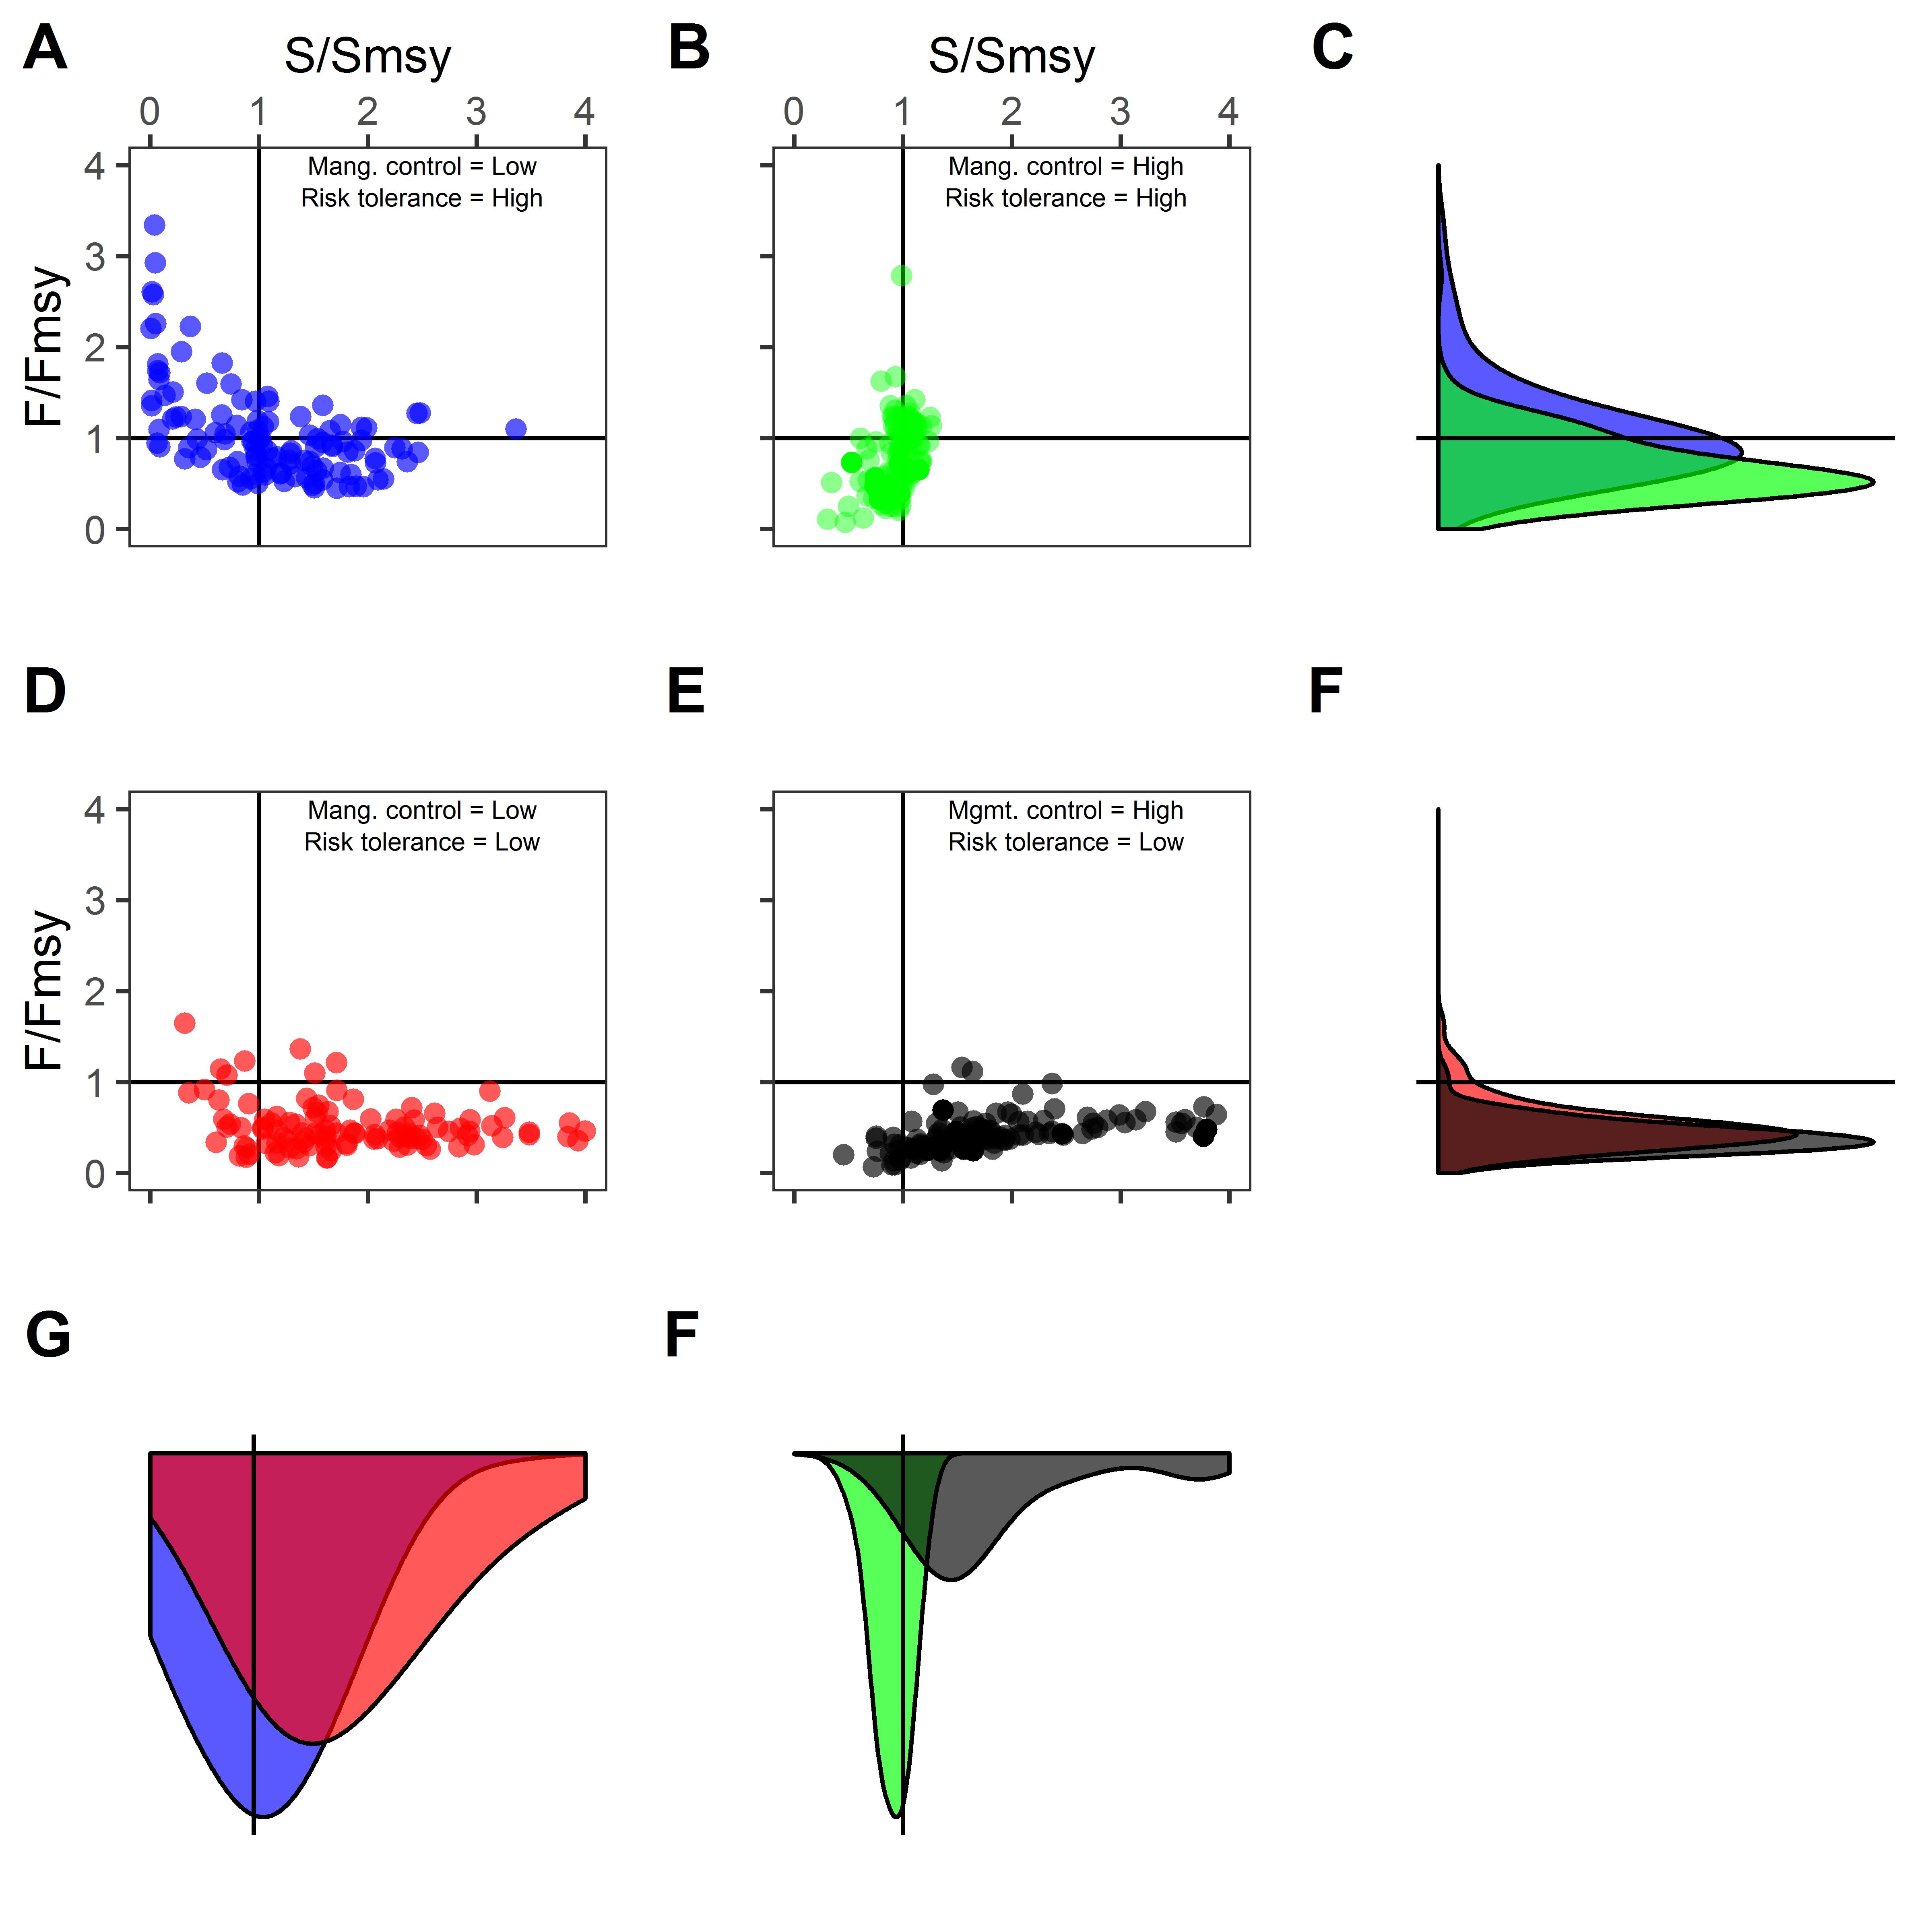 A
S/Smsy
B
S/Smsy
C
0 1 2 3 4
0 1 2 3 4
Mang. control = Low
Risk tolerance = High
Mang. control = High
Risk tolerance = High
F/Fmsy
4
3
2
1
0
D
E
F
Mang. control = Low
Risk tolerance = Low
Mgmt. control = High
Risk tolerance = Low
F/Fmsy
4
3
2
1
0
G
F